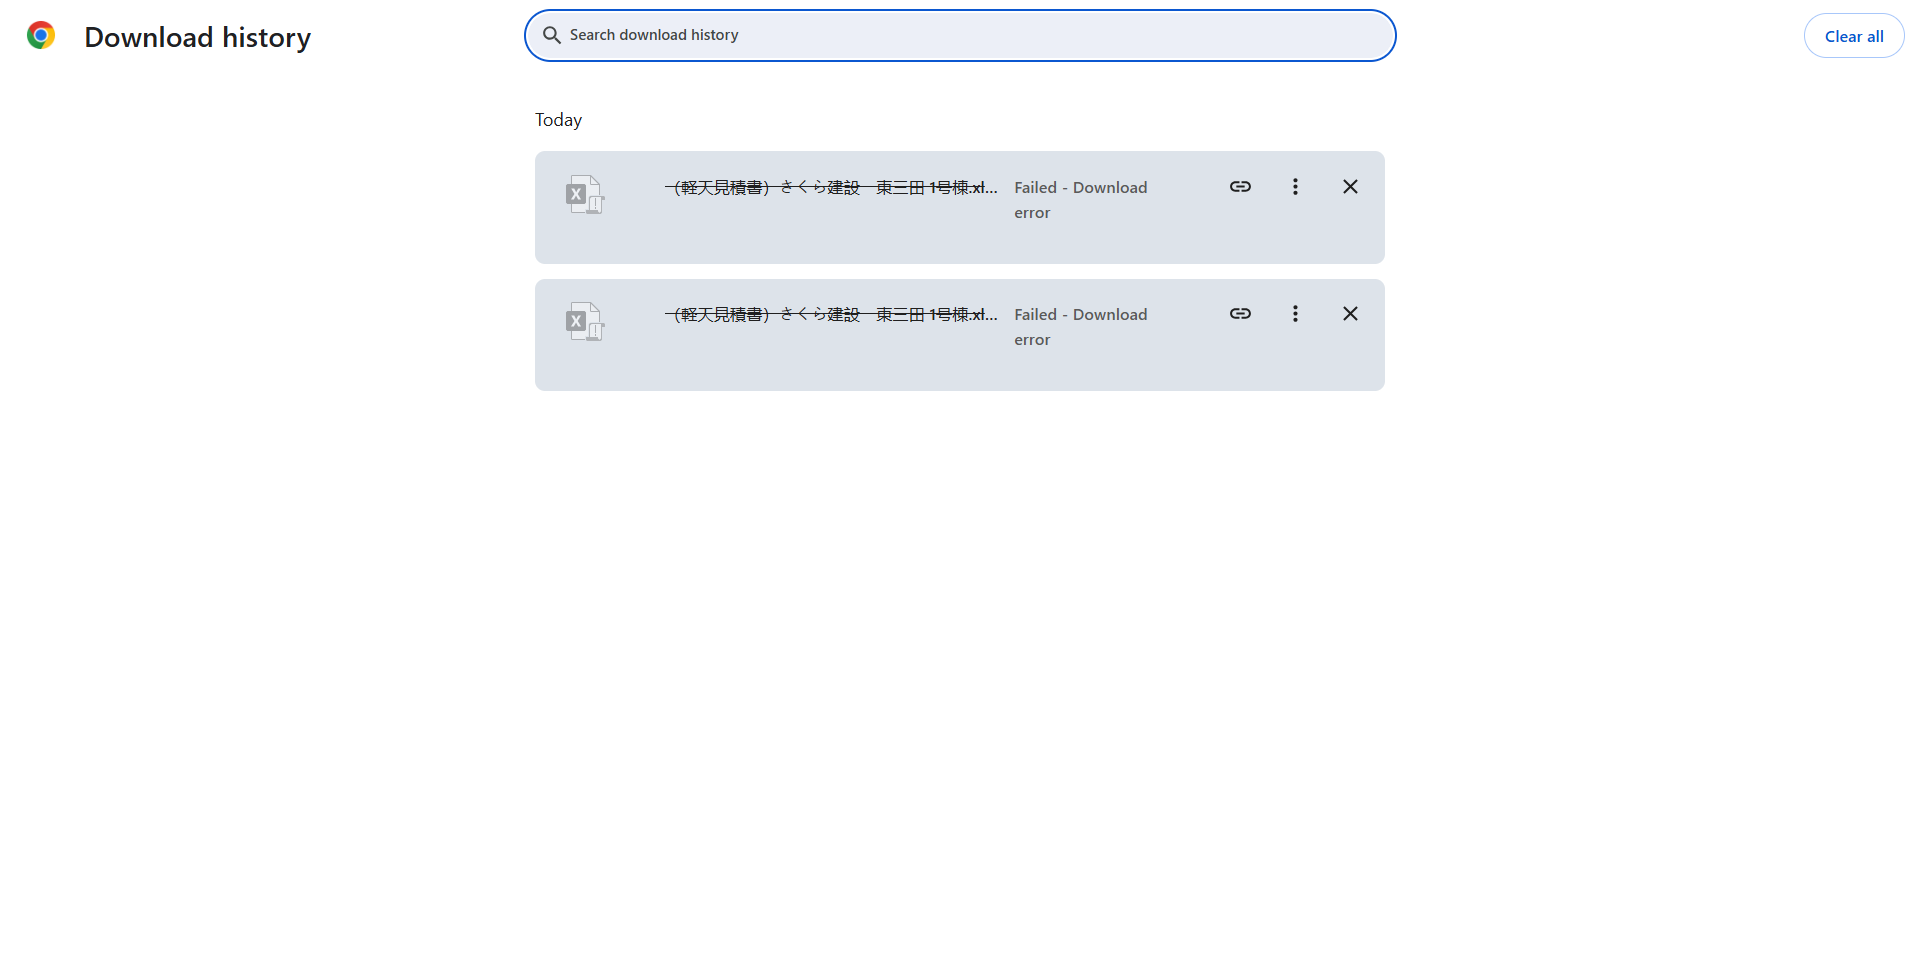 Download history
Search download history
Clear all
Today
（軽天見積書）さくら建設　東三田 1号棟.xl...
Failed - Download
error
（軽天見積書）さくら建設　東三田 1号棟.xl...
Failed - Download
error